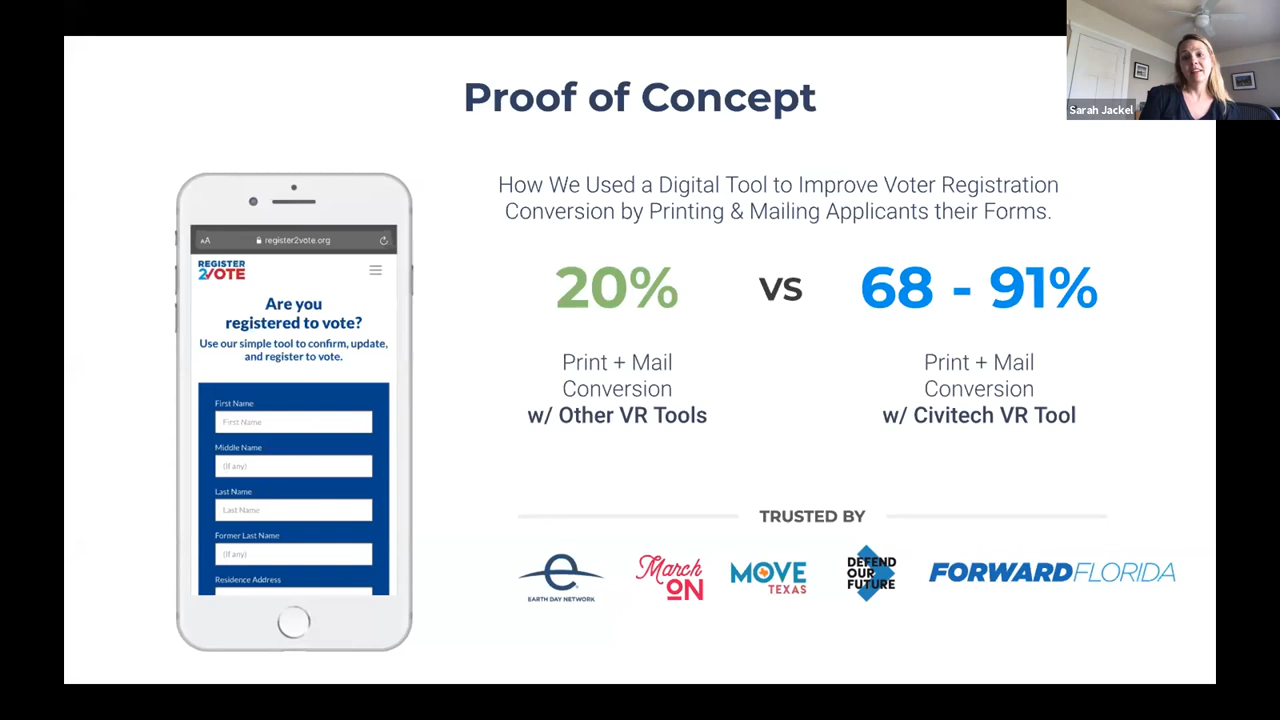 Proof of Concept
Sarah Jackel
How We Used a Digital Tool to Improve Voter Registration
Conversion by Printing & Mailing Applicants their Forms.
20%
VS
68 - 91%
Print + Mail
Conversion
w/ Other VR Tools
Print + Mail
Conversion
w/ Civitech VR Tool
TRUSTED BY
EARTH DAY NETWORK
March
ON
MOVE
TEXAS
DEFEND
OUR
FUTURE
FORWARDFLORIDA
AA
register2vote.org
REGISTER
2VOTE
Are you
registered to vote?
Use our simple tool to confirm, update,
and register to vote.
First Name
First Name
Middle Name
(If any)
Last Name
Last Name
Former Last Name
(If any)
Residence Address